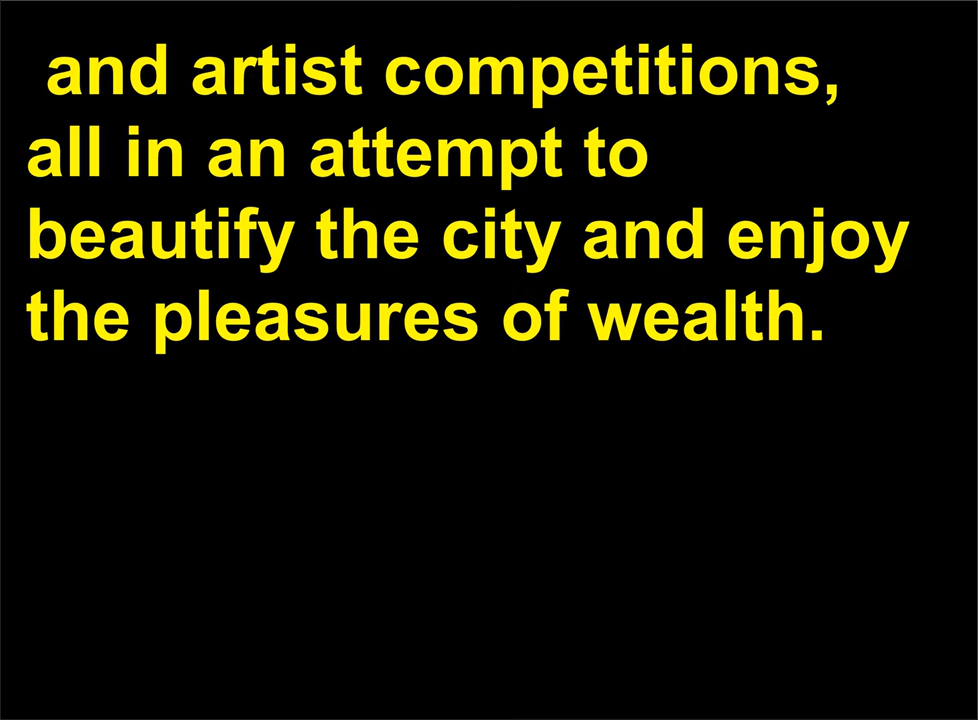 and artist competitions,
all in an attempt to
beautify the city and enjoy
the pleasures of wealth.